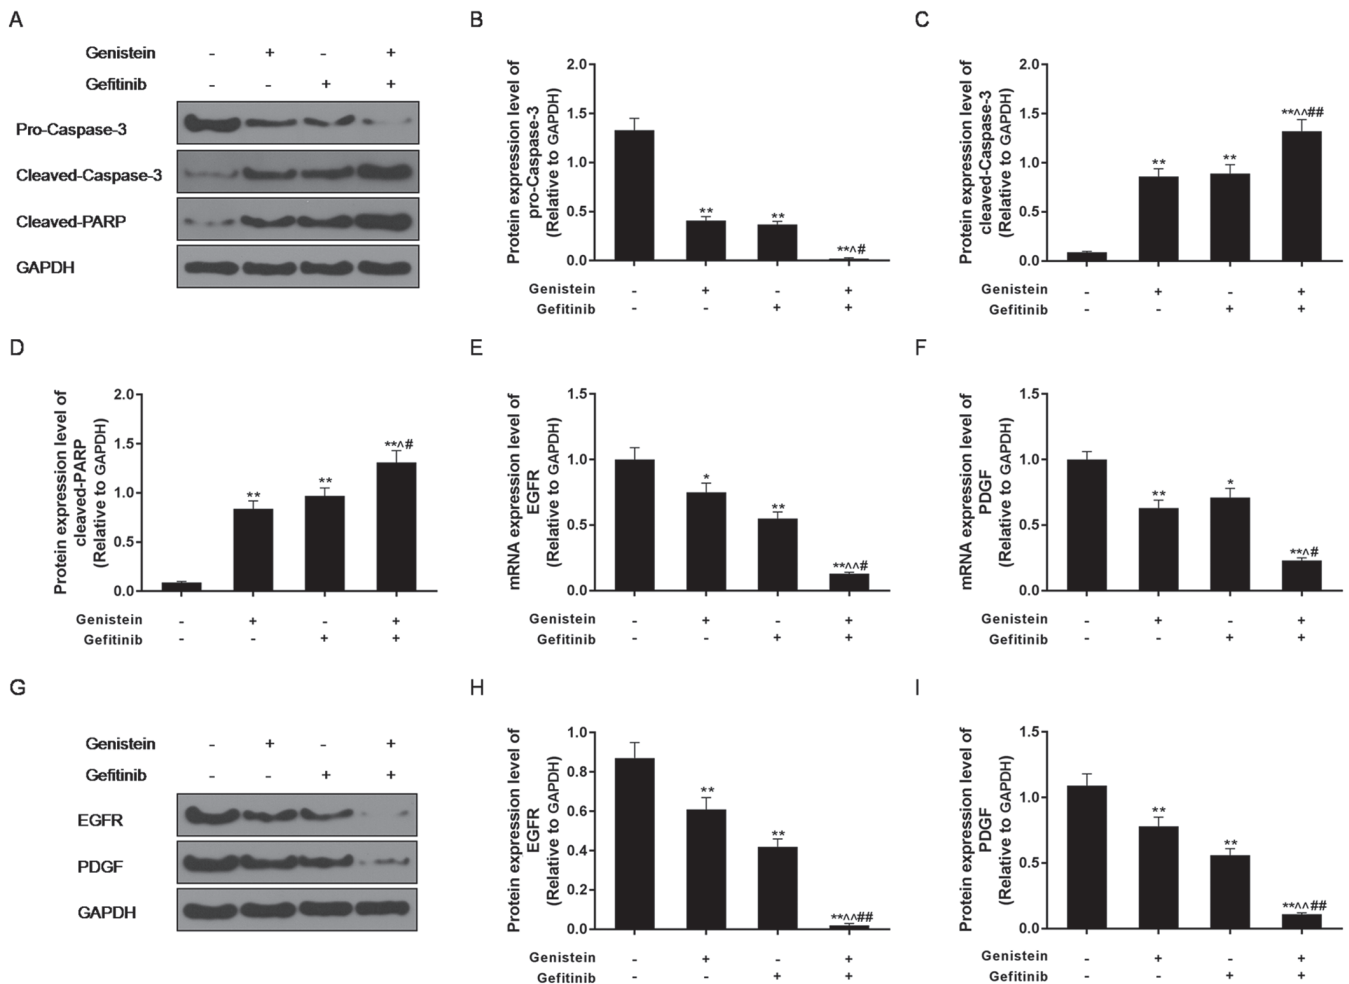 A
Genistein - + - +
Gefitinib - - + +
Pro-Caspase-3
Cleaved-Caspase-3
Cleaved-PARP
GAPDH
B
Protein expression level of
pro-Caspase-3
(Relative to GAPDH)
2.0
1.5
1.0
0.5
0.0
**
**
**^#
Genistein - + - +
Gefitinib - - + +
C
Protein expression level of
cleaved-Caspase-3
(Relative to GAPDH)
2.0
1.5
1.0
0.5
0.0
**
**
**^^##
Genistein - + - +
Gefitinib - - + +
D
Protein expression level of
cleaved-PARP
(Relative to GAPDH)
2.0
1.5
1.0
0.5
0.0
**
**
**^#
Genistein - + - +
Gefitinib - - + +
E
mRNA expression level of
EGFR
(Relative to GAPDH)
1.5
1.0
0.5
0.0
*
**
**^^#
Genistein - + - +
Gefitinib - - + +
F
mRNA expression level of
PDGF
(Relative to GAPDH)
1.5
1.0
0.5
0.0
**
*
**^#
Genistein - + - +
Gefitinib - - + +
G
Genistein - + - +
Gefitinib - - + +
EGFR
PDGF
GAPDH
H
Protein expression level of
EGFR
(Relative to GAPDH)
1.0
0.8
0.6
0.4
0.2
0.0
**
**
**^^##
Genistein - + - +
Gefitinib - - + +
I
Protein expression level of
PDGF
(Relative to GAPDH)
1.5
1.0
0.5
0.0
**
**
**^^##
Genistein - + - +
Gefitinib - - + +